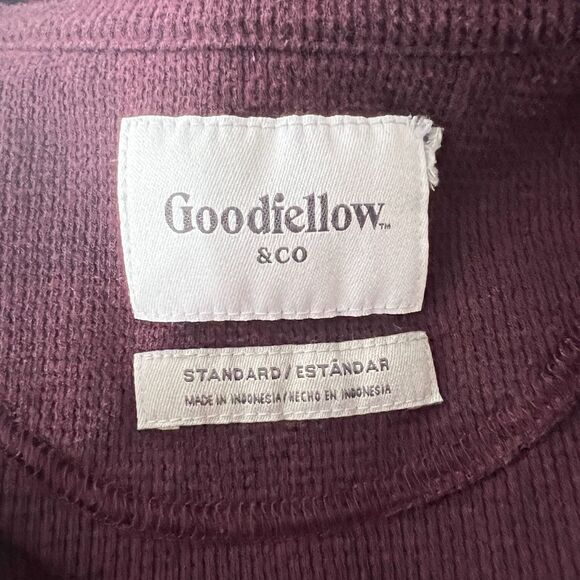 Goodfellow™
&CO
STANDARD/ESTÁNDAR
MADE IN INDONESIA/HECHO EN INDONESIA